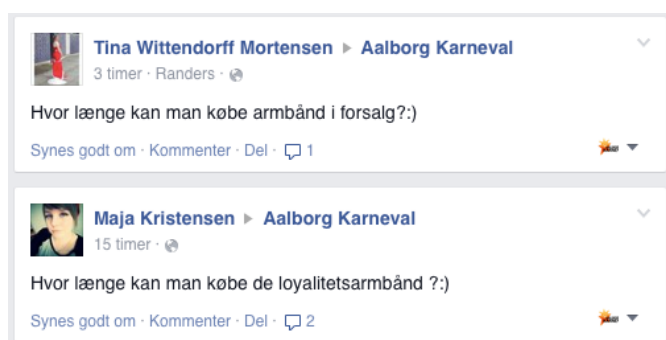 Tina Wittendorff Mortensen ▸ Aalborg Karneval
3 timer · Randers ·
Hvor længe kan man købe armbånd i forsalg?:)
Synes godt om · Kommenter · Del · 1
Maja Kristensen ▸ Aalborg Karneval
15 timer ·
Hvor længe kan man købe de loyalitetsarmbånd ?:)
Synes godt om · Kommenter · Del · 2